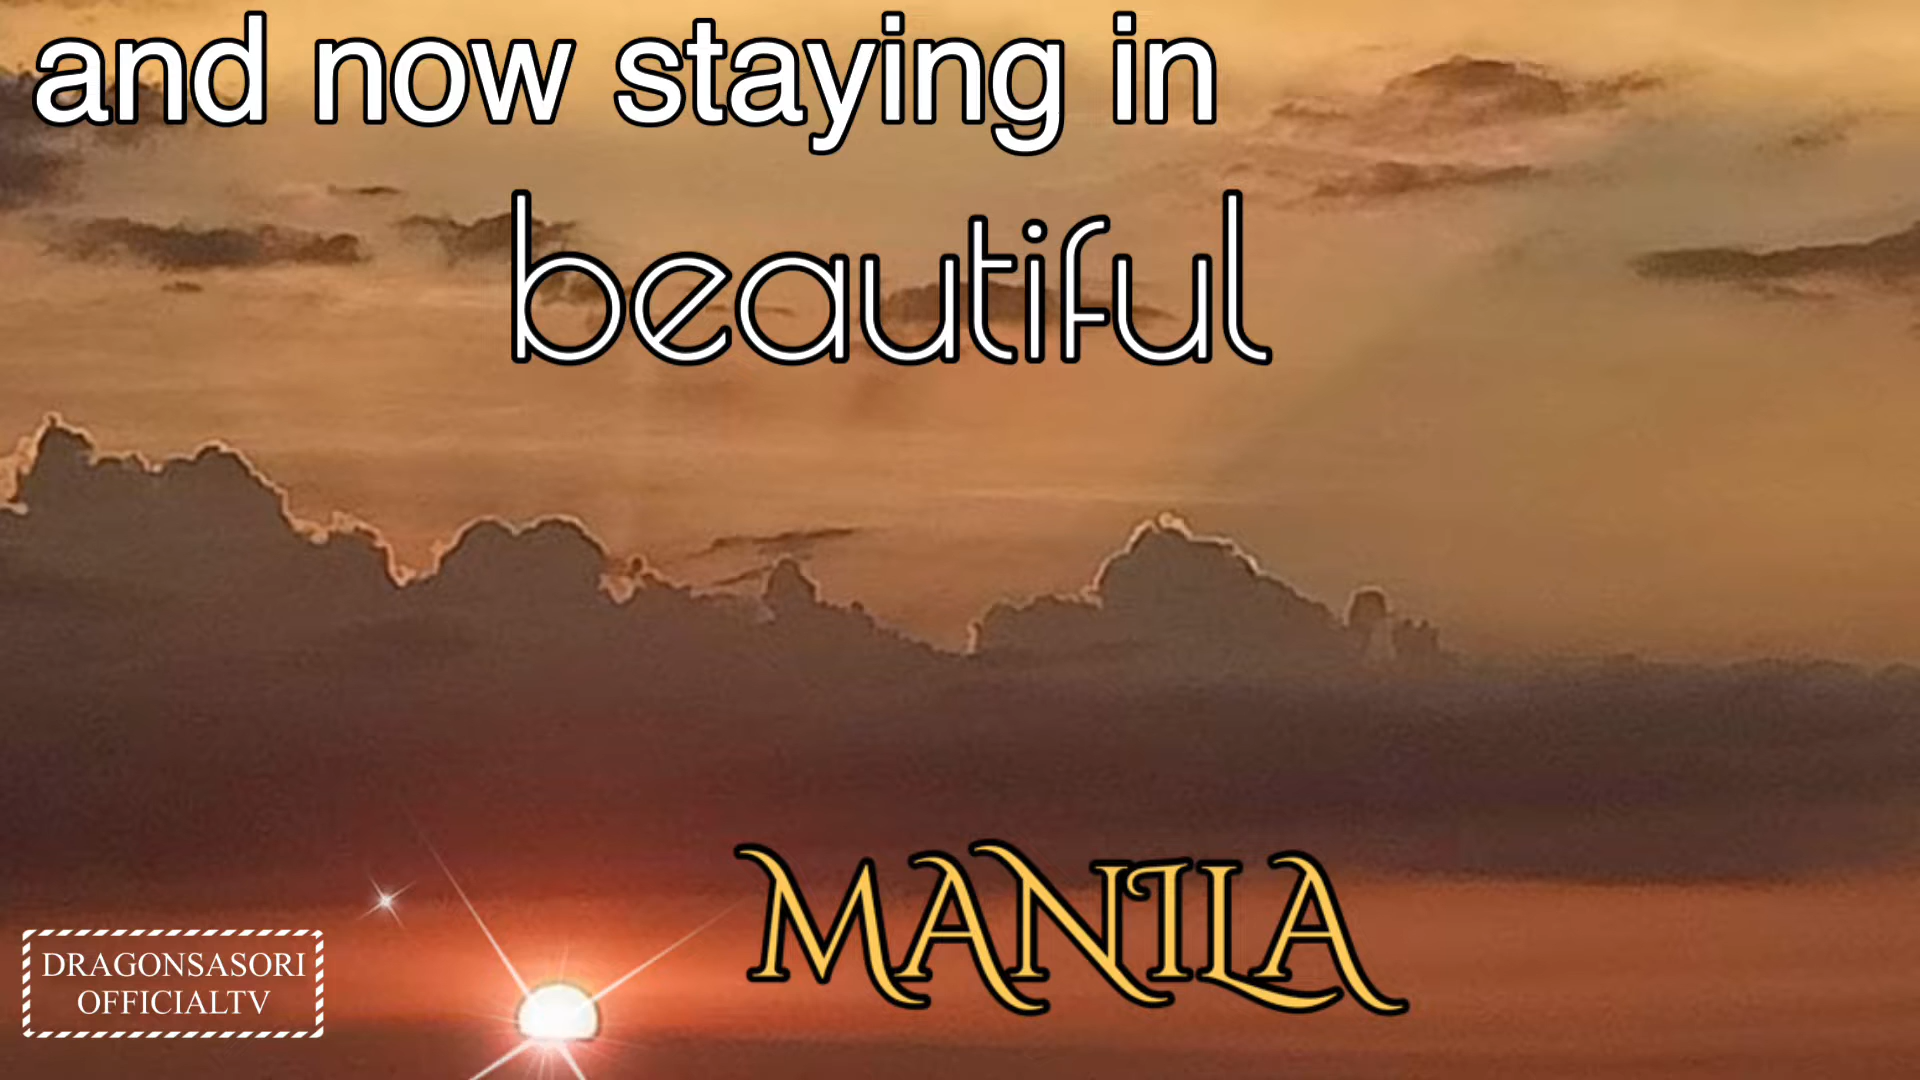 and now staying in
beautiful
MANILA
DRAGONSASORI
OFFICIALTV